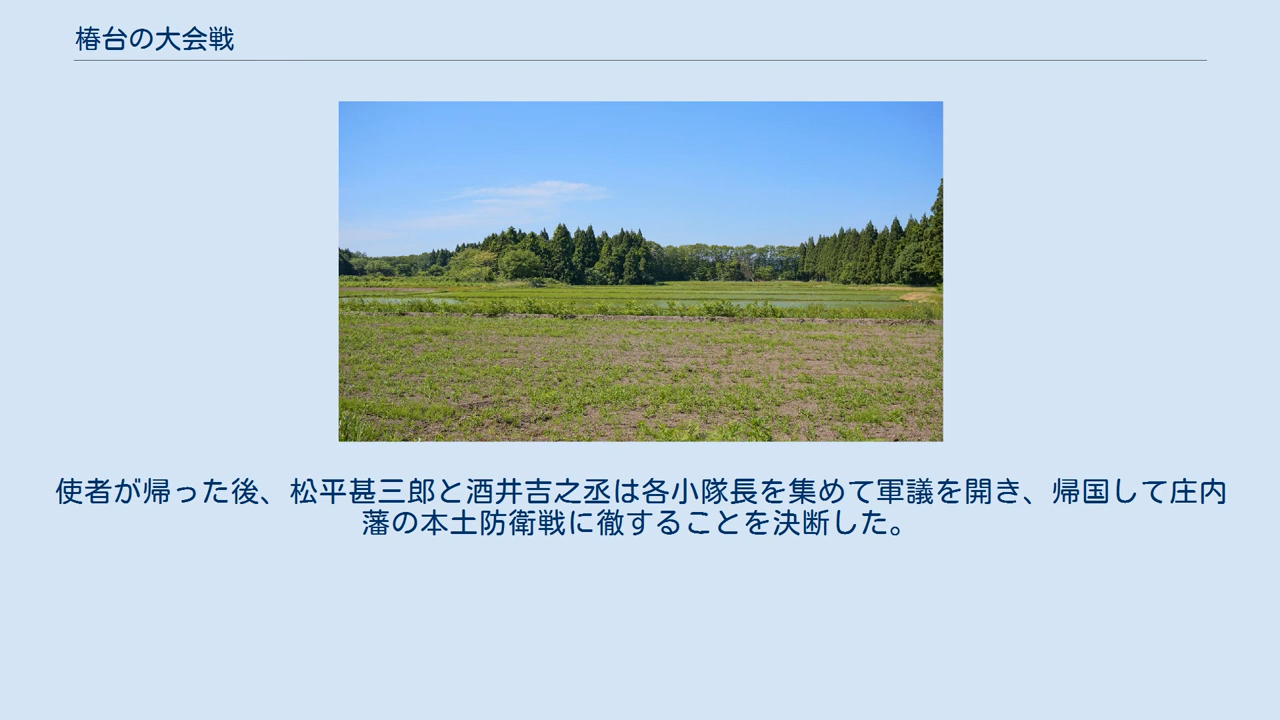 椿台の大会戦
使者が帰った後、松平甚三郎と酒井吉之丞は各小隊長を集めて軍議を開き、帰国して庄内
藩の本土防衛戦に徹することを決断した。